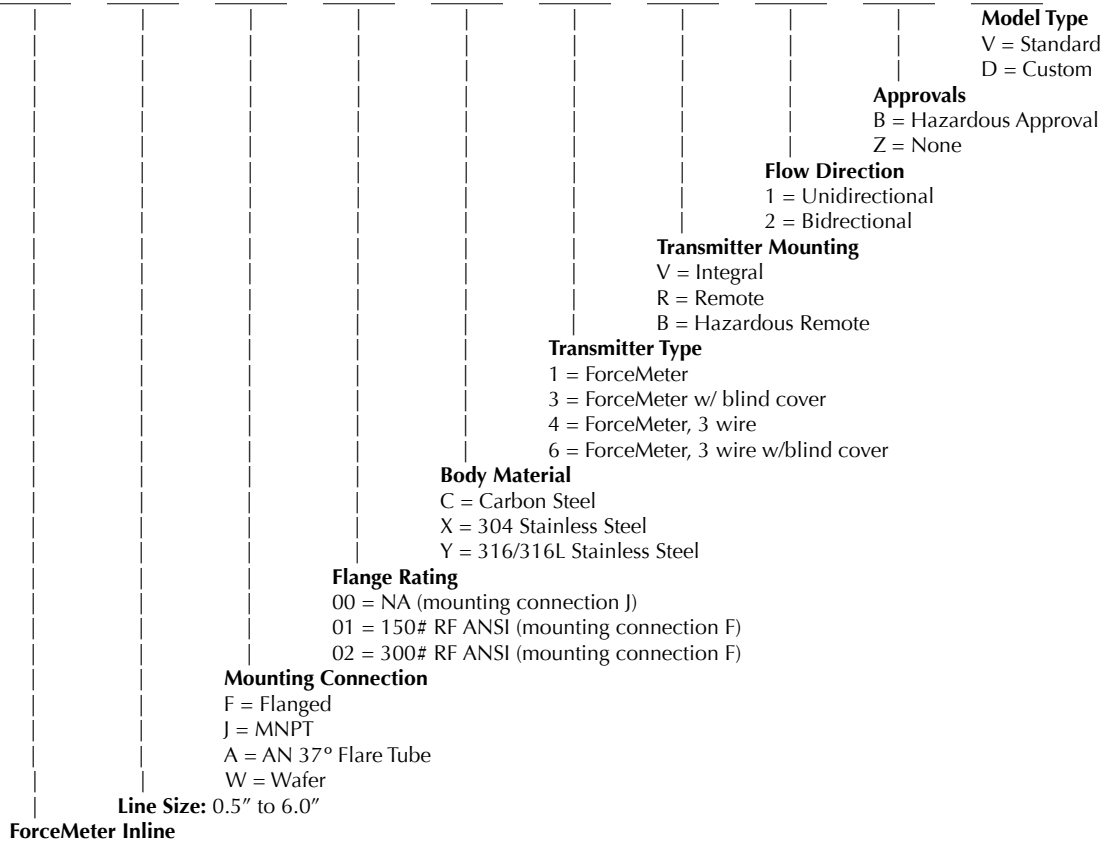 Model Type
V = Standard
D = Custom
Approvals
B = Hazardous Approval
Z = None
Flow Direction
1 = Unidirectional
2 = Bidrectional
Transmitter Mounting
V = Integral
R = Remote
B = Hazardous Remote
Transmitter Type
1 = ForceMeter
3 = ForceMeter w/ blind cover
4 = ForceMeter, 3 wire
6 = ForceMeter, 3 wire w/blind cover
Body Material
C = Carbon Steel
X = 304 Stainless Steel
Y = 316/316L Stainless Steel
Flange Rating
00 = NA (mounting connection J)
01 = 150# RF ANSI (mounting connection F)
02 = 300# RF ANSI (mounting connection F)
Mounting Connection
F = Flanged
J = MNPT
A = AN 37º Flare Tube
W = Wafer
Line Size: 0.5″ to 6.0″
ForceMeter Inline